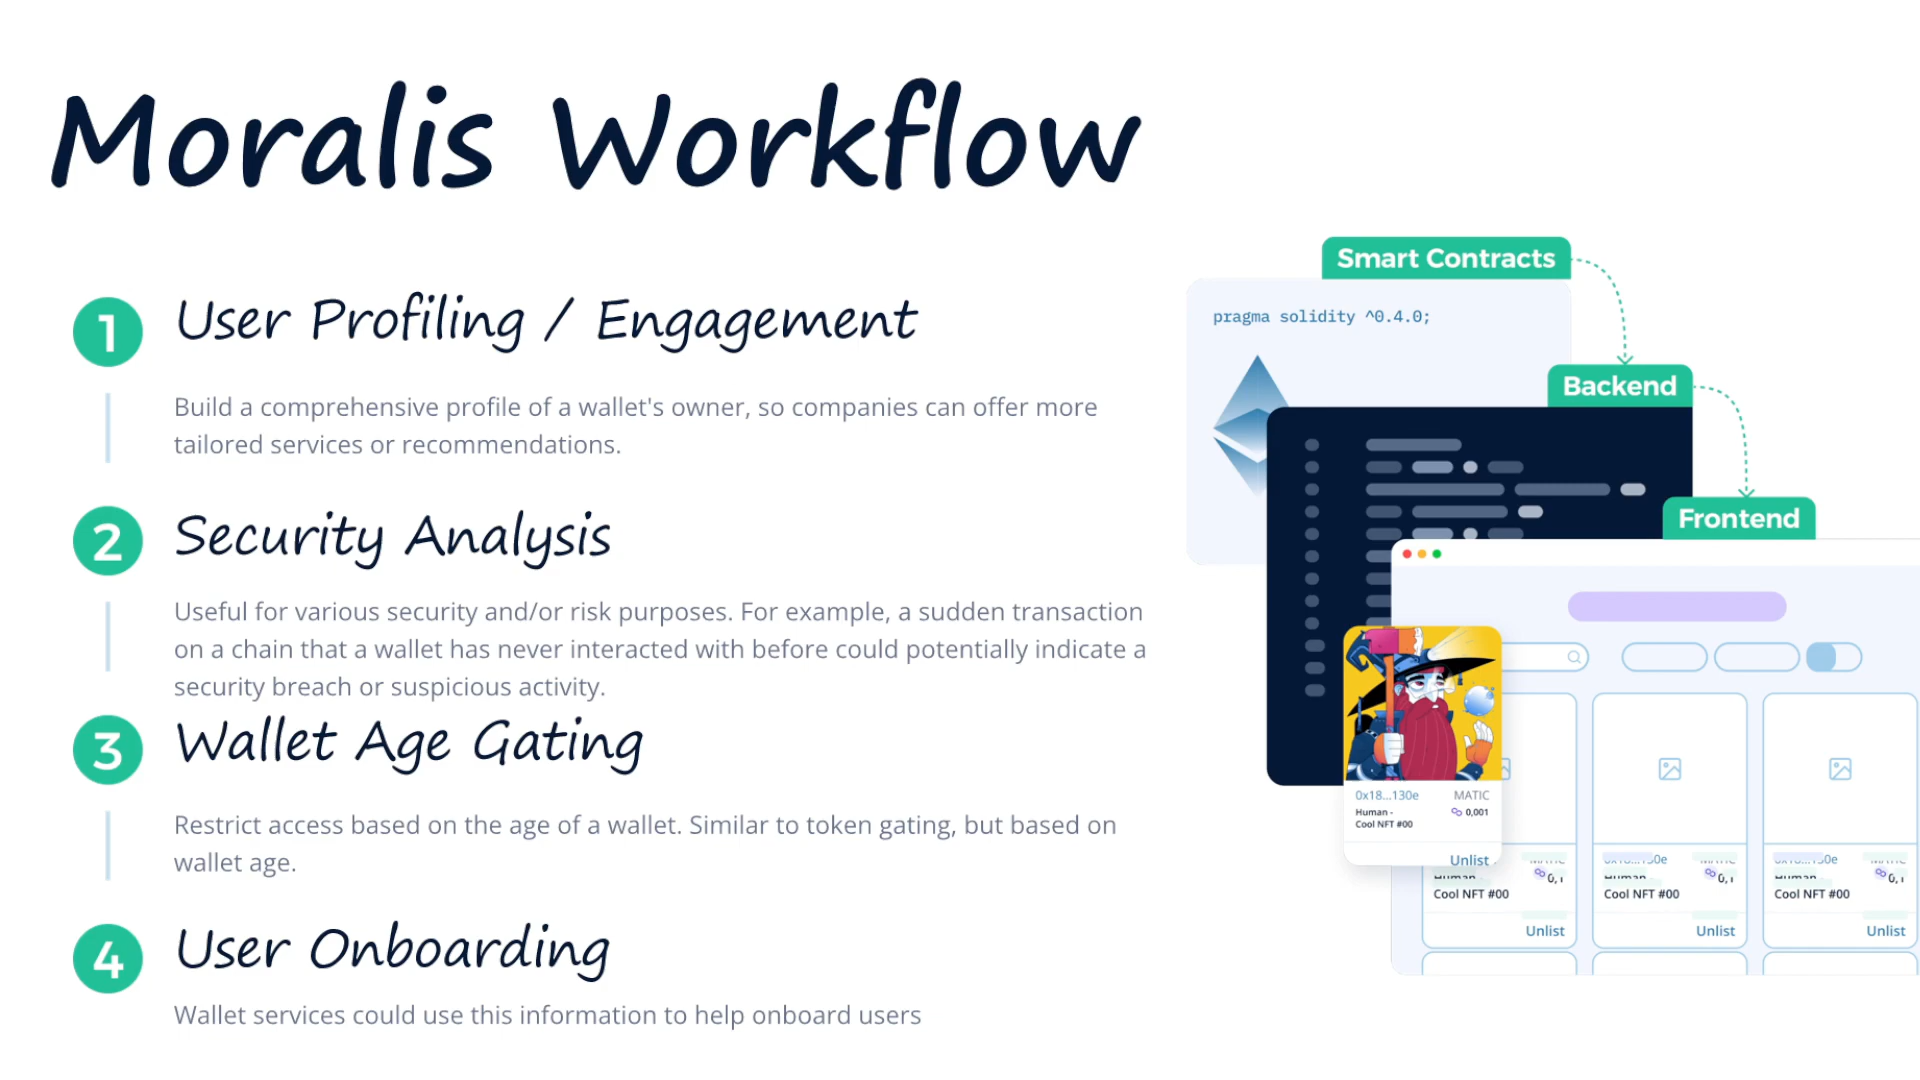 Moralis Workflow
1
User Profiling / Engagement
Build a comprehensive profile of a wallet's owner, so companies can offer more
tailored services or recommendations.
2
Security Analysis
Useful for various security and/or risk purposes. For example, a sudden transaction
on a chain that a wallet has never interacted with before could potentially indicate a
security breach or suspicious activity.
3
Wallet Age Gating
Restrict access based on the age of a wallet. Similar to token gating, but based on
wallet age.
4
User Onboarding
Wallet services could use this information to help onboard users
Smart Contracts
pragma solidity ^0.4.0;
Backend
Frontend
0x18...130e MATIC
Human - 0,001
Cool NFT #00
Unlist
Cool NFT #00
Unlist
Cool NFT #00
Unlist
Cool NFT #00
Unlist